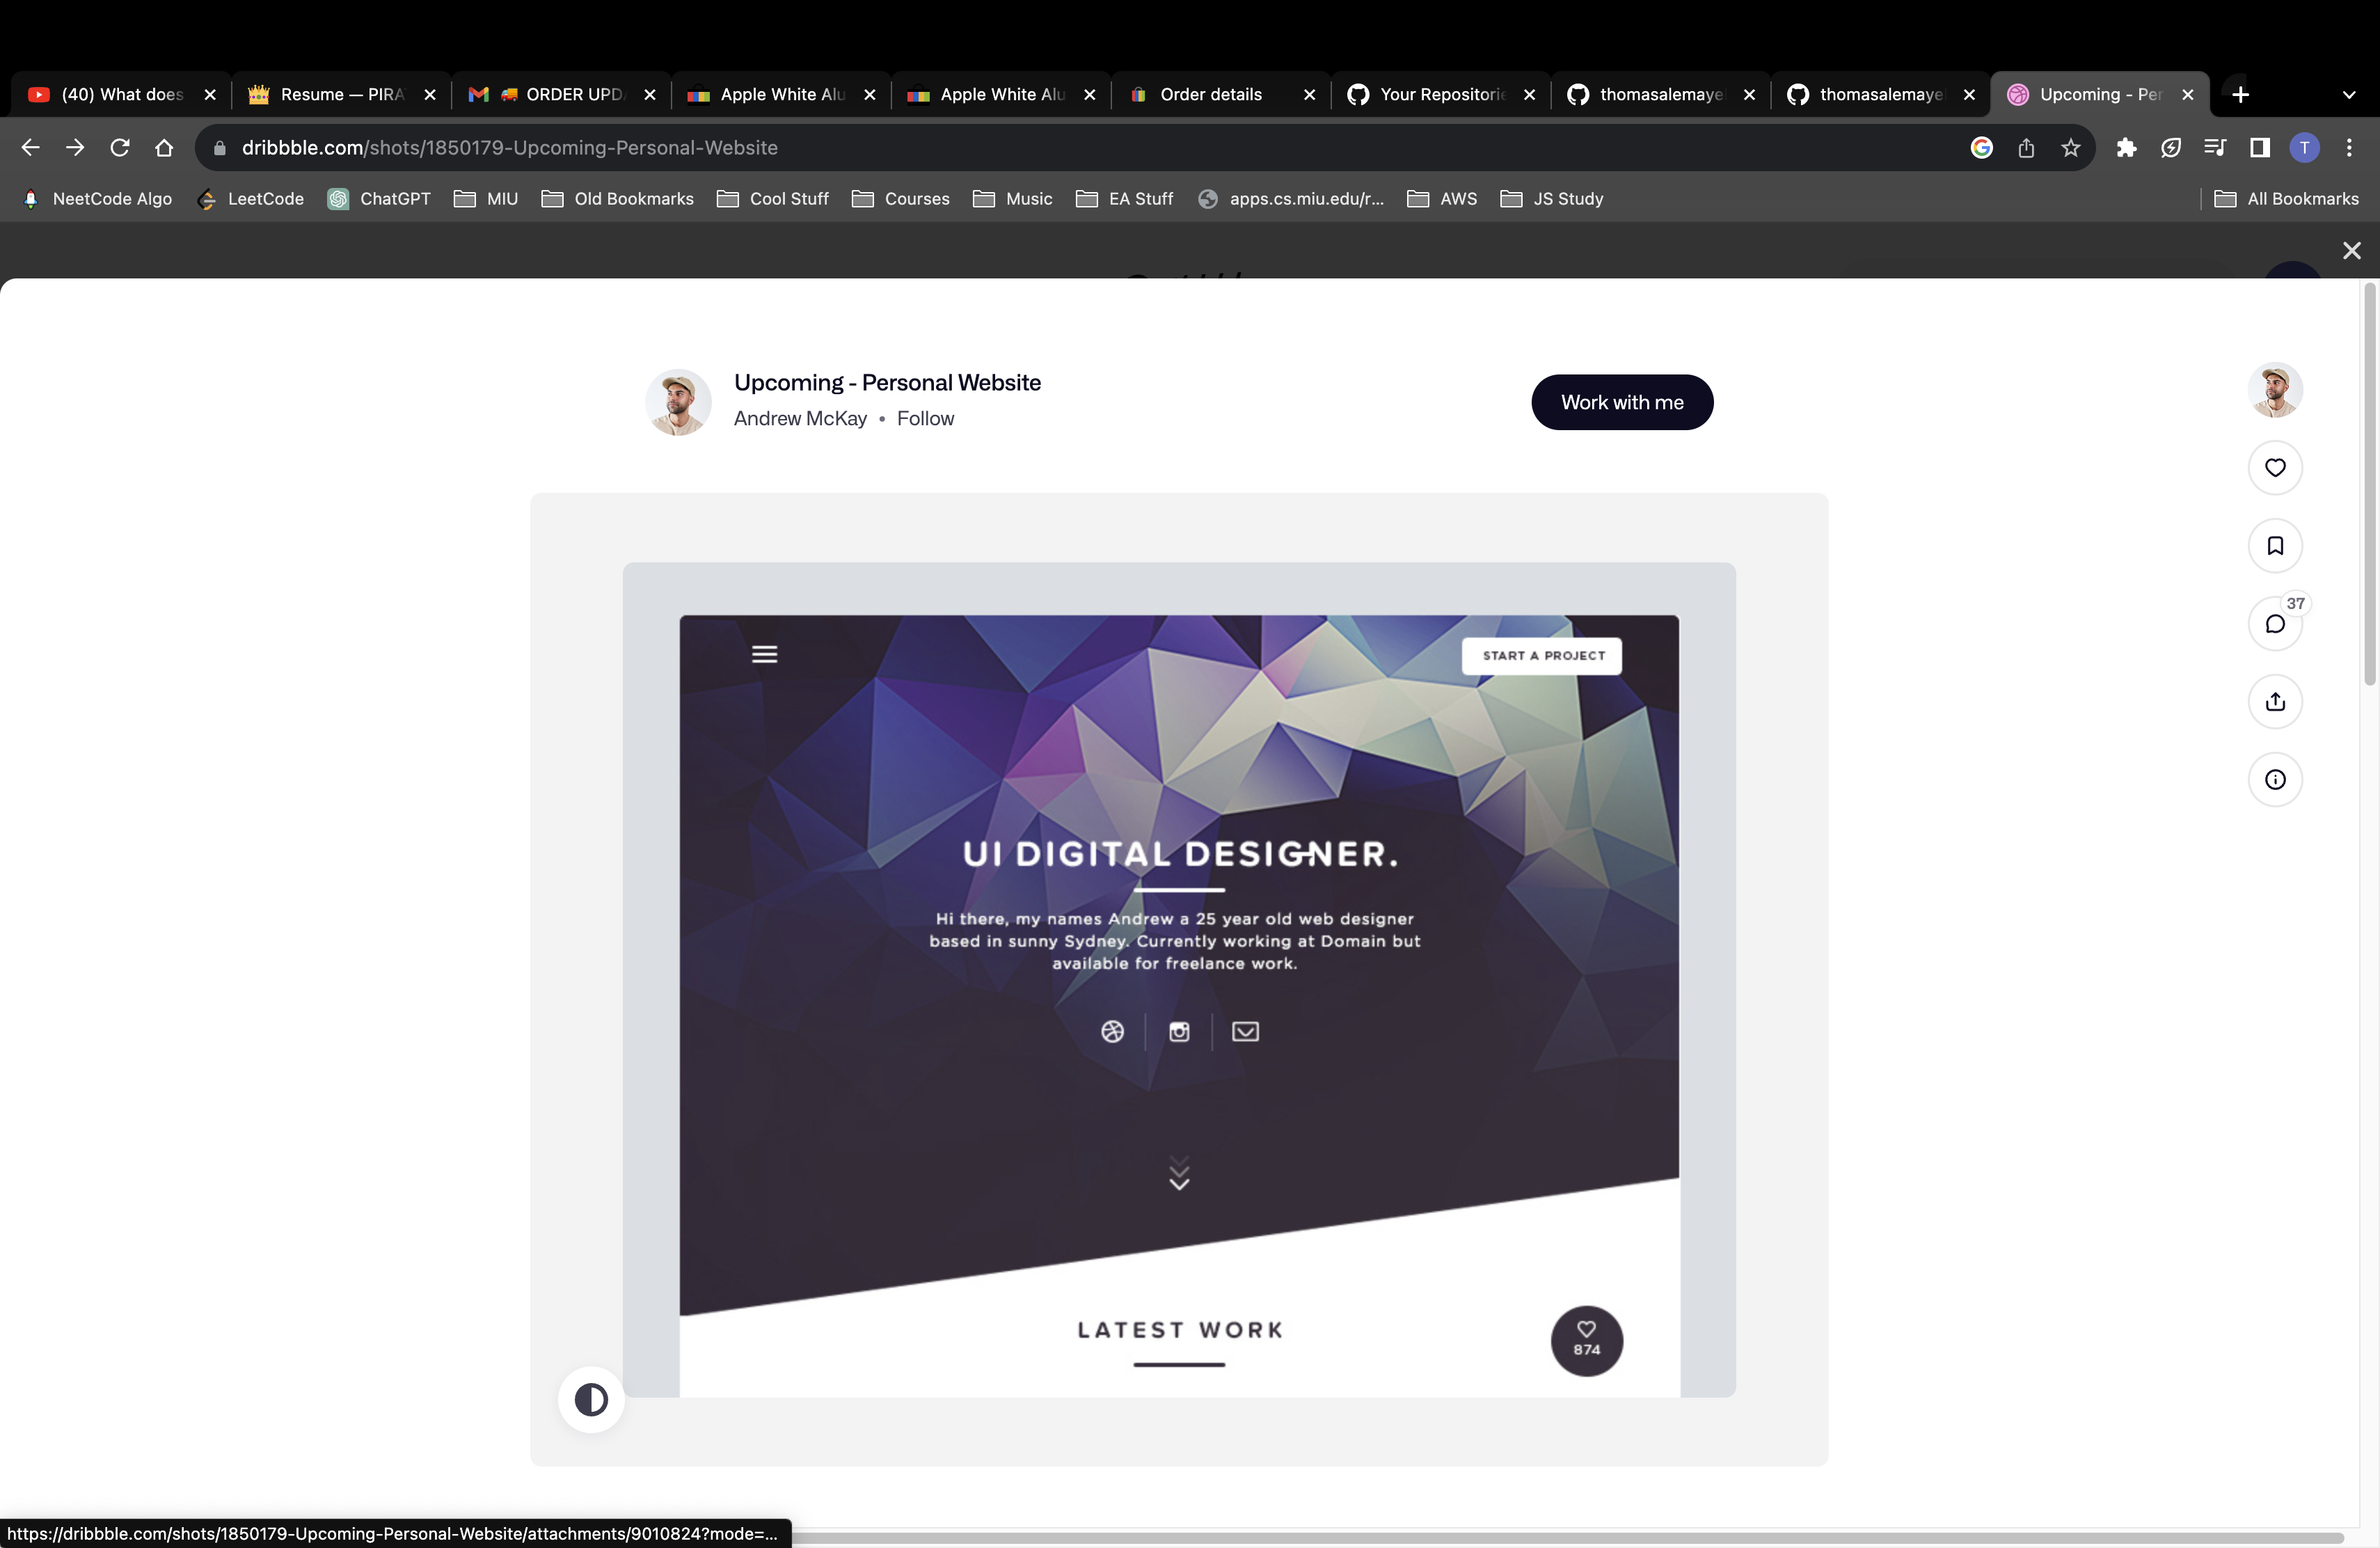 (40) What does
Resume — PIRA
ORDER UPD
Apple White Alu
Apple White Alu
Order details
Your Repositorie
thomasalemaye
thomasalemaye
Upcoming - Per
dribbble.com/shots/1850179-Upcoming-Personal-Website
T
NeetCode Algo
LeetCode
ChatGPT
MIU
Old Bookmarks
Cool Stuff
Courses
Music
EA Stuff
apps.cs.miu.edu/r...
AWS
JS Study
All Bookmarks
Upcoming - Personal Website
Andrew McKay • Follow
Work with me
37
START A PROJECT
UI DIGITAL DESIGNER.
Hi there, my names Andrew a 25 year old web designer
based in sunny Sydney. Currently working at Domain but
available for freelance work.
LATEST WORK
874
https://dribbble.com/shots/1850179-Upcoming-Personal-Website/attachments/9010824?mode=...